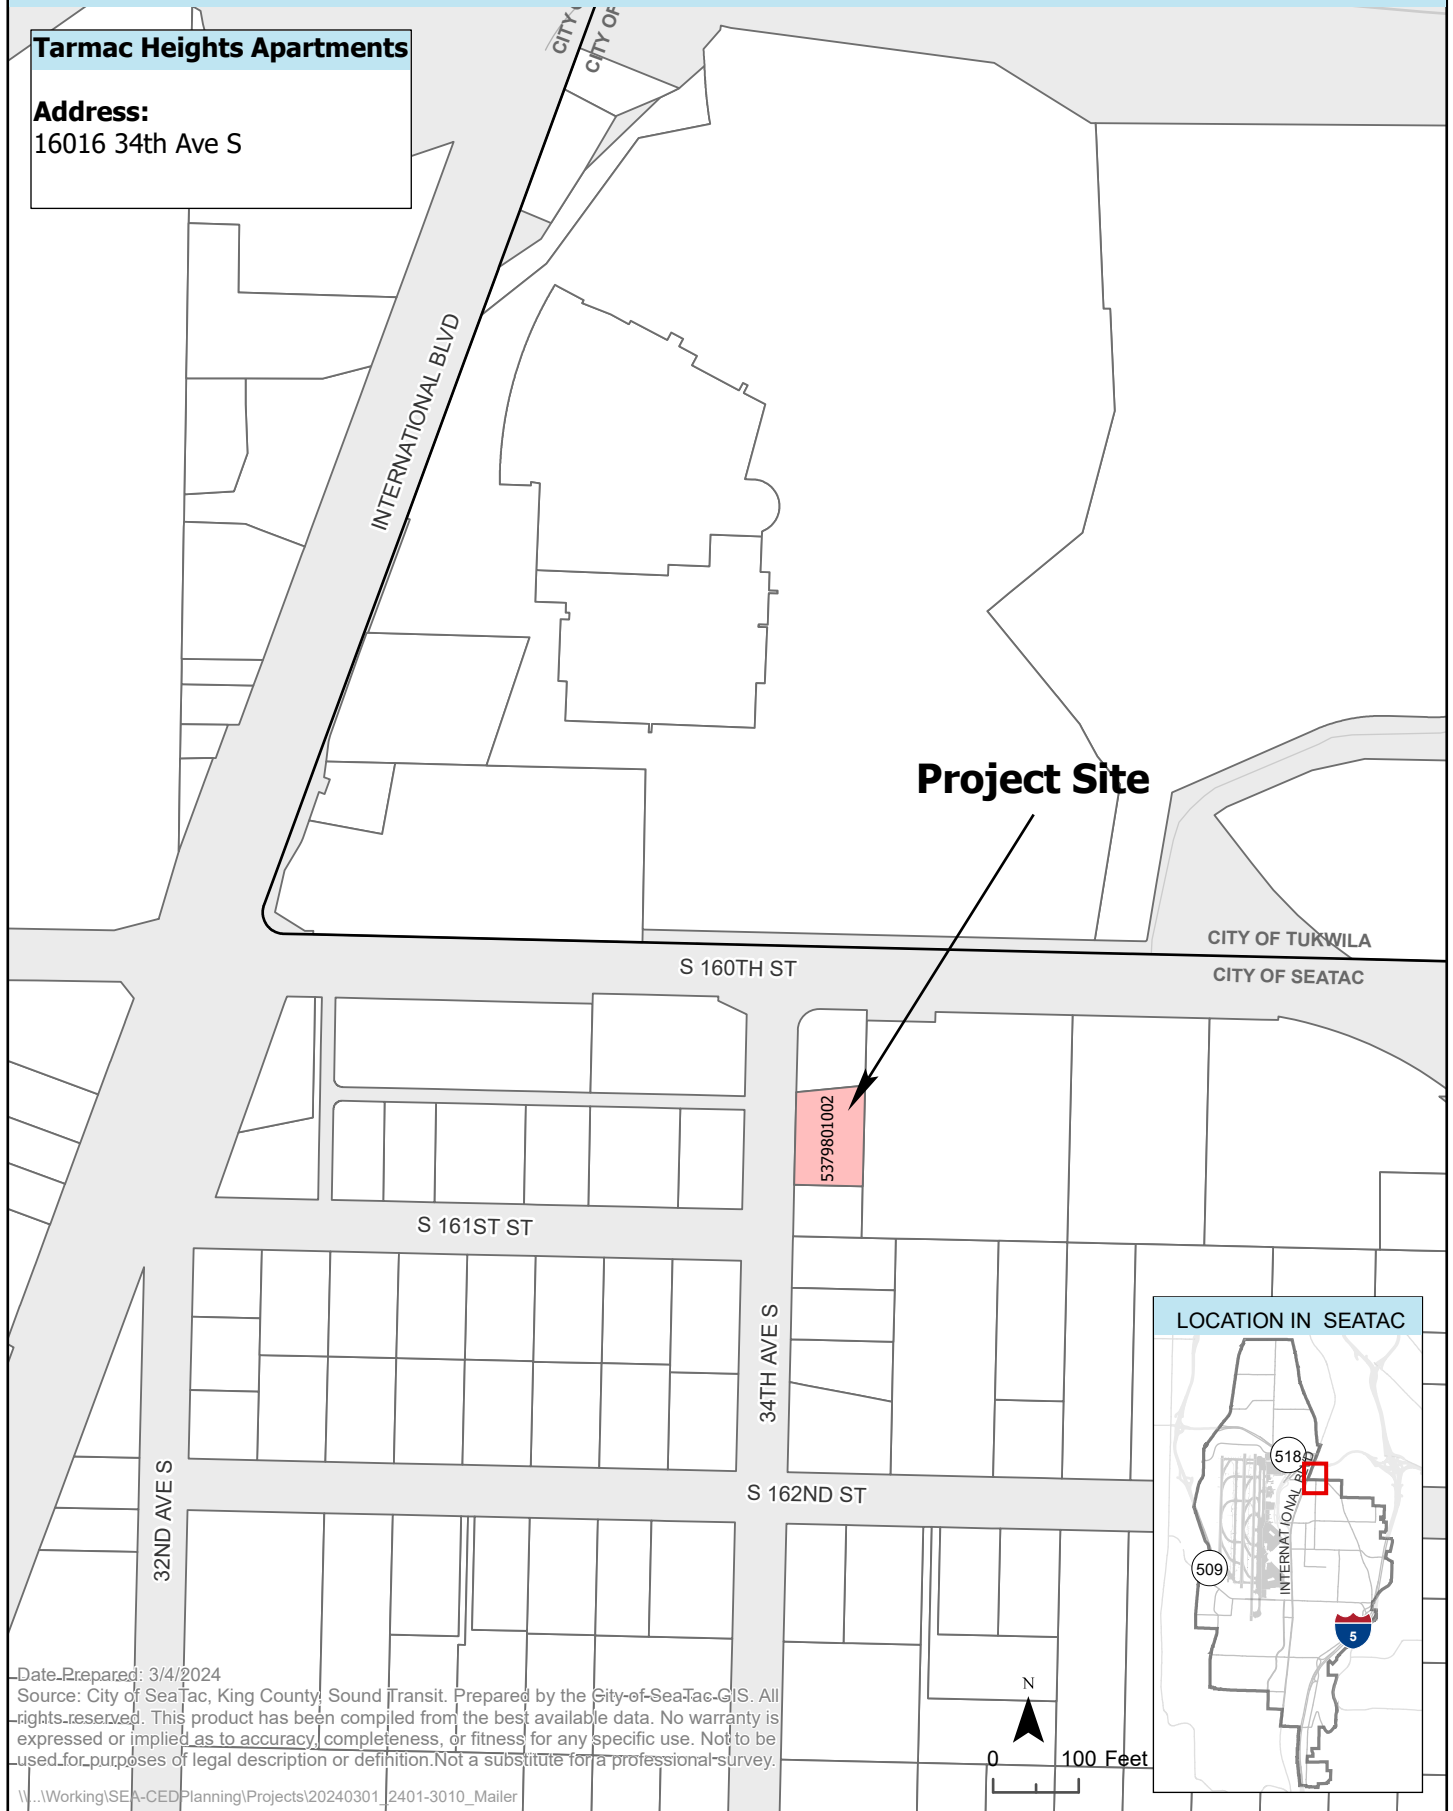 Tarmac Heights Apartments
Address:
16016 34th Ave S
CITY
CITY OF
INTERNATIONAL BLVD
Project Site
CITY OF TUKWILA
S 160TH ST
CITY OF SEATAC
5379801002
S 161ST ST
34TH AVE S
32ND AVE S
S 162ND ST
LOCATION IN SEATAC
518
INTERNATIONAL BLVD
509
5
Date Prepared: 3/4/2024
Source: City of SeaTac, King County, Sound Transit. Prepared by the City of SeaTac GIS. All
rights reserved. This product has been compiled from the best available data. No warranty is
expressed or implied as to accuracy, completeness, or fitness for any specific use. Not to be
used for purposes of legal description or definition.Not a substitute for a professional survey.
\\...\Working\SEA-CEDPlanning\Projects\20240301_2401-3010_Mailer
N
0 100 Feet